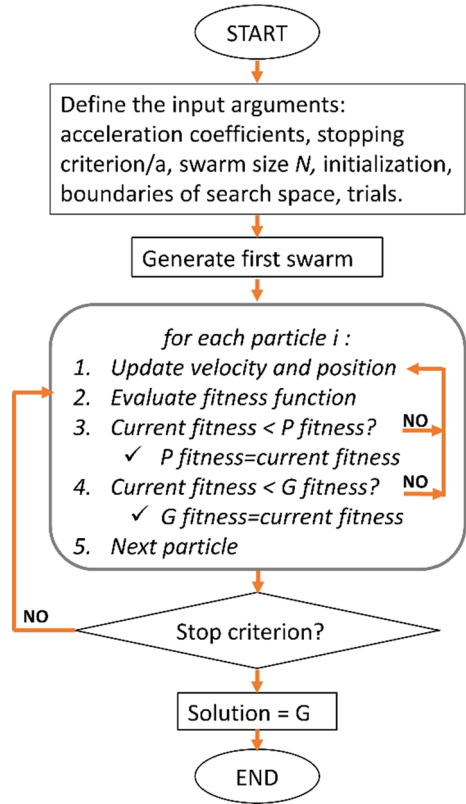 START
Define the input arguments:
acceleration coefficients, stopping
criterion/a, swarm size N, initialization,
boundaries of search space, trials.
Generate first swarm
for each particle i :
1. Update velocity and position
2. Evaluate fitness function
3. Current fitness < P fitness? NO
✓ P fitness=current fitness
4. Current fitness < G fitness? NO
✓ G fitness=current fitness
5. Next particle
NO
Stop criterion?
Solution = G
END